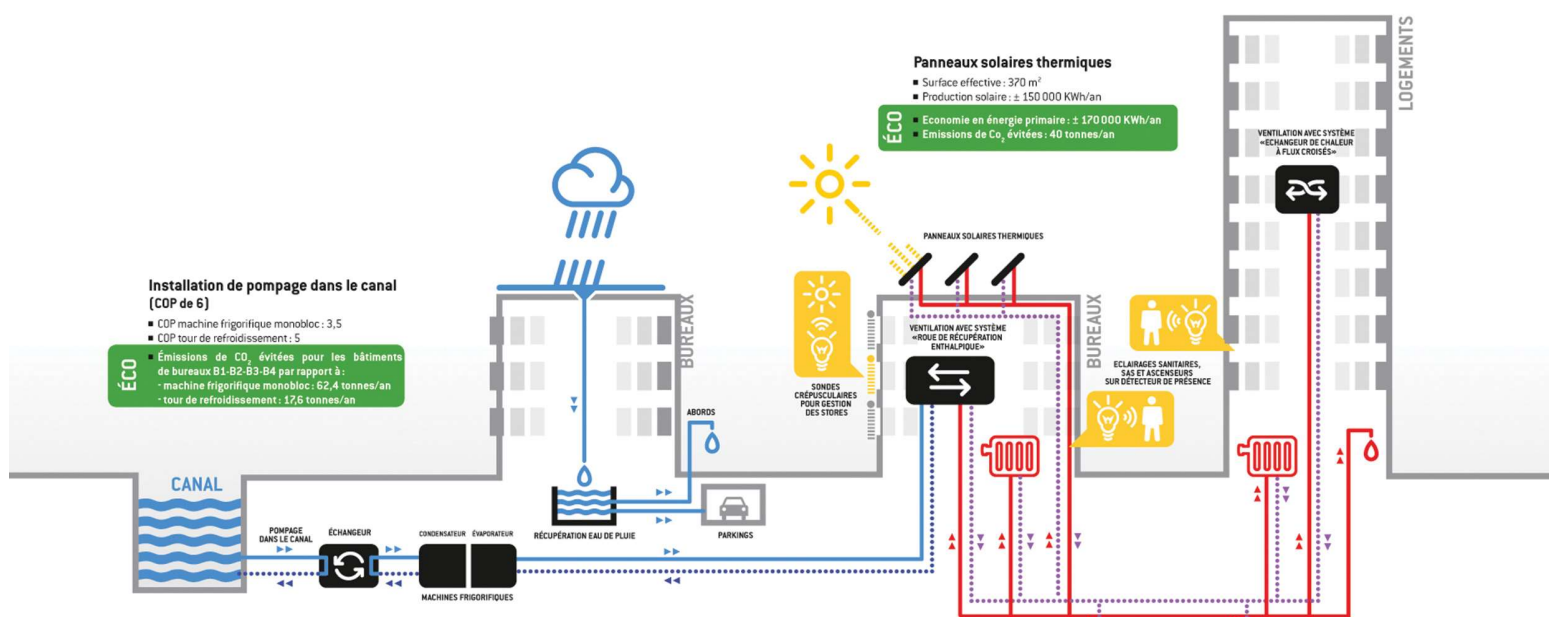 Installation de pompage dans le canal
(COP de 6)
▪ COP machine frigorifique monobloc : 3,5
▪ COP tour de refroidissement : 5
ÉCO
▪ Émissions de CO2 évitées pour les bâtiments
de bureaux B1-B2-B3-B4 par rapport à :
- machine frigorifique monobloc : 62,4 tonnes/an
- tour de refroidissement : 17,6 tonnes/an
CANAL
POMPAGE
DANS LE CANAL
ÉCHANGEUR
CONDENSATEUR
ÉVAPORATEUR
MACHINES FRIGORIFIQUES
RÉCUPÉRATION EAU DE PLUIE
ABORDS
PARKINGS
BUREAUX
Panneaux solaires thermiques
▪ Surface effective : 370 m²
▪ Production solaire : ± 150 000 KWh/an
ÉCO
▪ Economie en énergie primaire : ± 170 000 KWh/an
▪ Emissions de Co2 évitées : 40 tonnes/an
PANNEAUX SOLAIRES THERMIQUES
SONDES
CRÉPUSCULAIRES
POUR GESTION
DES STORES
VENTILATION AVEC SYSTÈME
«ROUE DE RÉCUPÉRATION
ENTHALPIQUE»
BUREAUX
ECLAIRAGES SANITAIRES,
SAS ET ASCENSEURS
SUR DÉTECTEUR DE PRÉSENCE
VENTILATION AVEC SYSTÈME
«ECHANGEUR DE CHALEUR
À FLUX CROISÉS»
LOGEMENTS